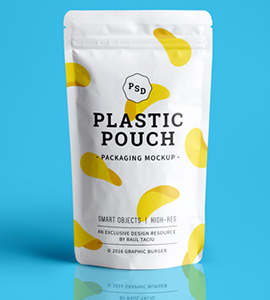 PSD
PLASTIC
POUCH
• PACKAGING MOCKUP •
SMART OBJECTS | HIGH-RES
AN EXCLUSIVE DESIGN RESOURCE
BY RAUL TACIU
© 2016 GRAPHIC BURGER